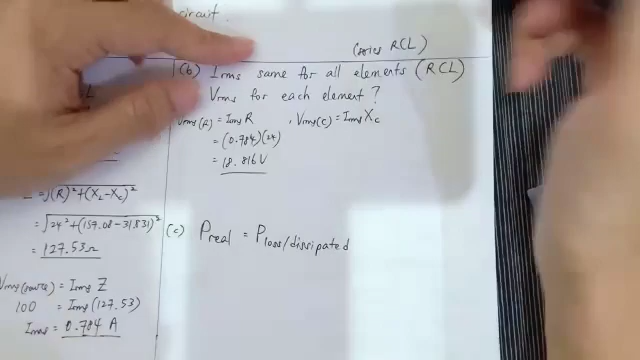 circuit.
(series RCL)
(b) Irms same for all elements (RCL)
Vrms for each element?
Vrms(R) = Irms R , Vrms(C) = Irms XC
= (0.784)(24)
= 18.816 V
= √(R)² + (XL - XC)²
= √24² + (157.08 - 31.831)²
= 127.53Ω
(c) Preal = Ploss/dissipated
Vrms(source) = Irms Z
100 = Irms (127.53)
Irms = 0.784 A